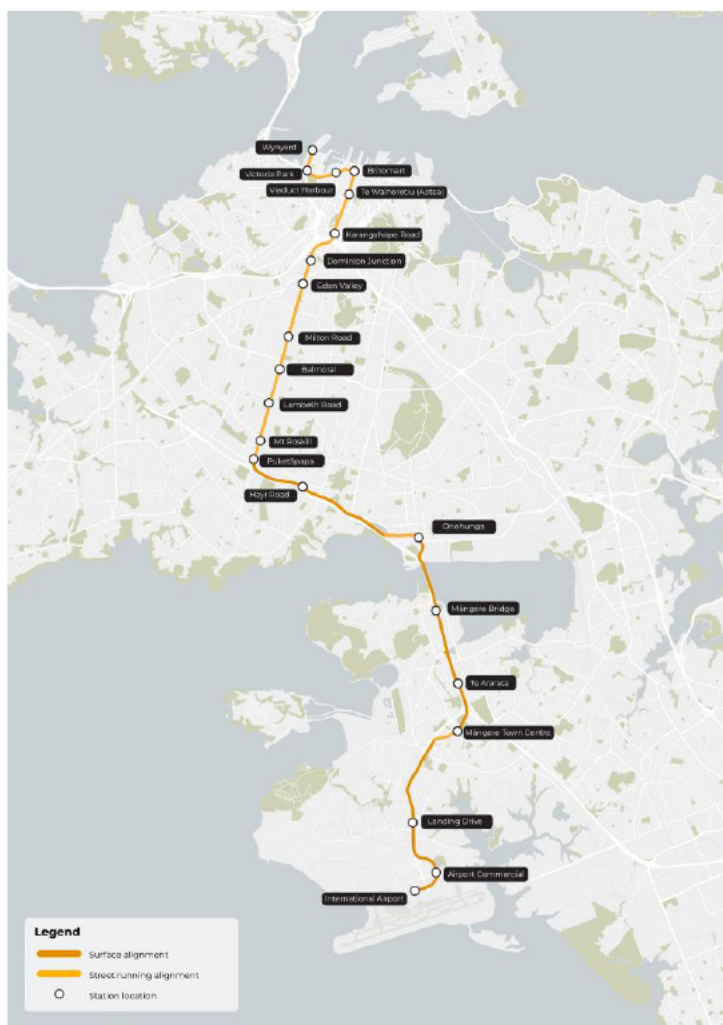 Wynyard
Victoria Park
Britomart
Viaduct Harbour
Te Waihorotiu (Aotea)
Karangahape Road
Dominion Junction
Eden Valley
Milton Road
Balmoral
Lambeth Road
Mt Roskill
Puketāpapa
Hayr Road
Onehunga
Māngere Bridge
Te Ararata
Māngere Town Centre
Landing Drive
Airport Commercial
International Airport
Legend
Surface alignment
Street running alignment
Station location